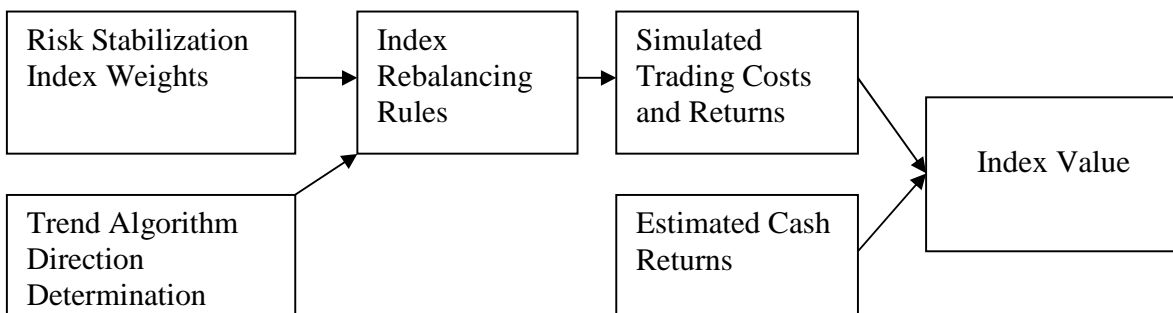 Risk Stabilization
Index Weights
Index
Rebalancing
Rules
Simulated
Trading Costs
and Returns
Index Value
Trend Algorithm
Direction
Determination
Estimated Cash
Returns